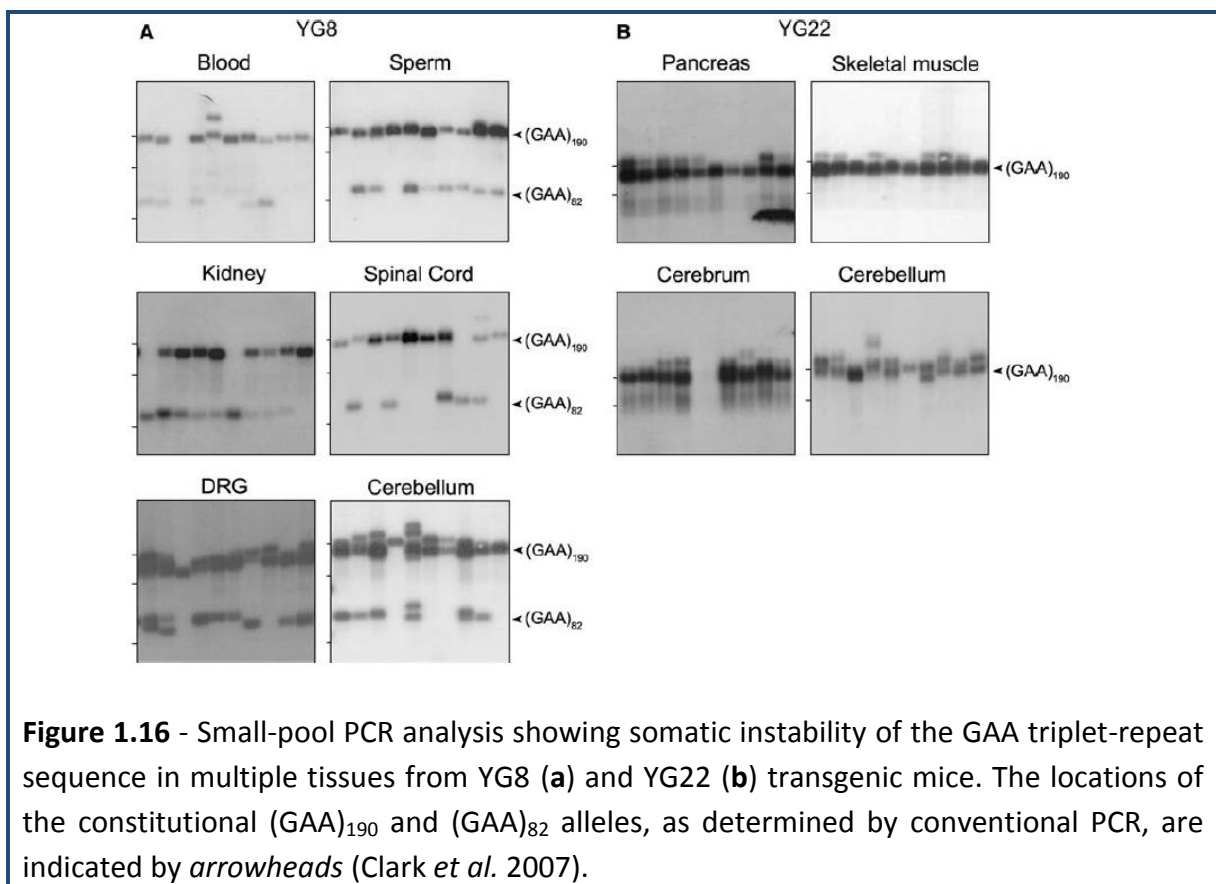 A YG8
B YG22
Blood Sperm
Pancreas Skeletal muscle
(GAA)190
(GAA)82
(GAA)190
Kidney Spinal Cord
Cerebrum Cerebellum
(GAA)190
(GAA)82
(GAA)190
DRG Cerebellum
(GAA)190
(GAA)82
Figure 1.16 - Small-pool PCR analysis showing somatic instability of the GAA triplet-repeat
sequence in multiple tissues from YG8 (a) and YG22 (b) transgenic mice. The locations of
the constitutional (GAA)190 and (GAA)82 alleles, as determined by conventional PCR, are
indicated by arrowheads (Clark et al. 2007).